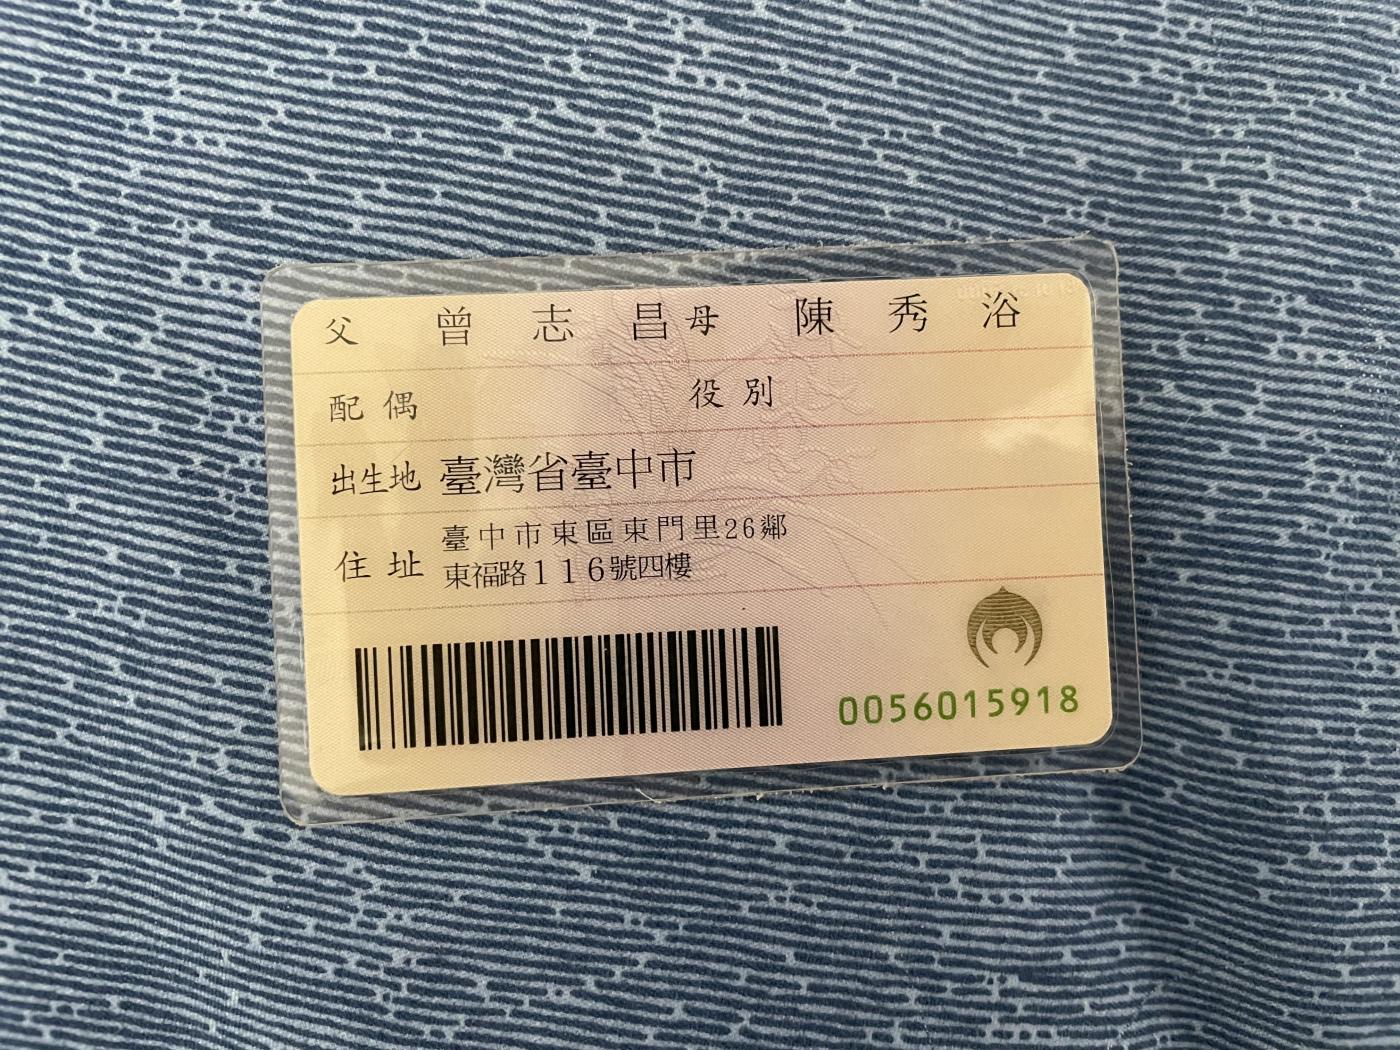 父 曾志昌 母 陳秀浴
配偶 役別
出生地 臺灣省臺中市
住址 臺中市東區東門里26鄰
東福路116號四樓
0056015918